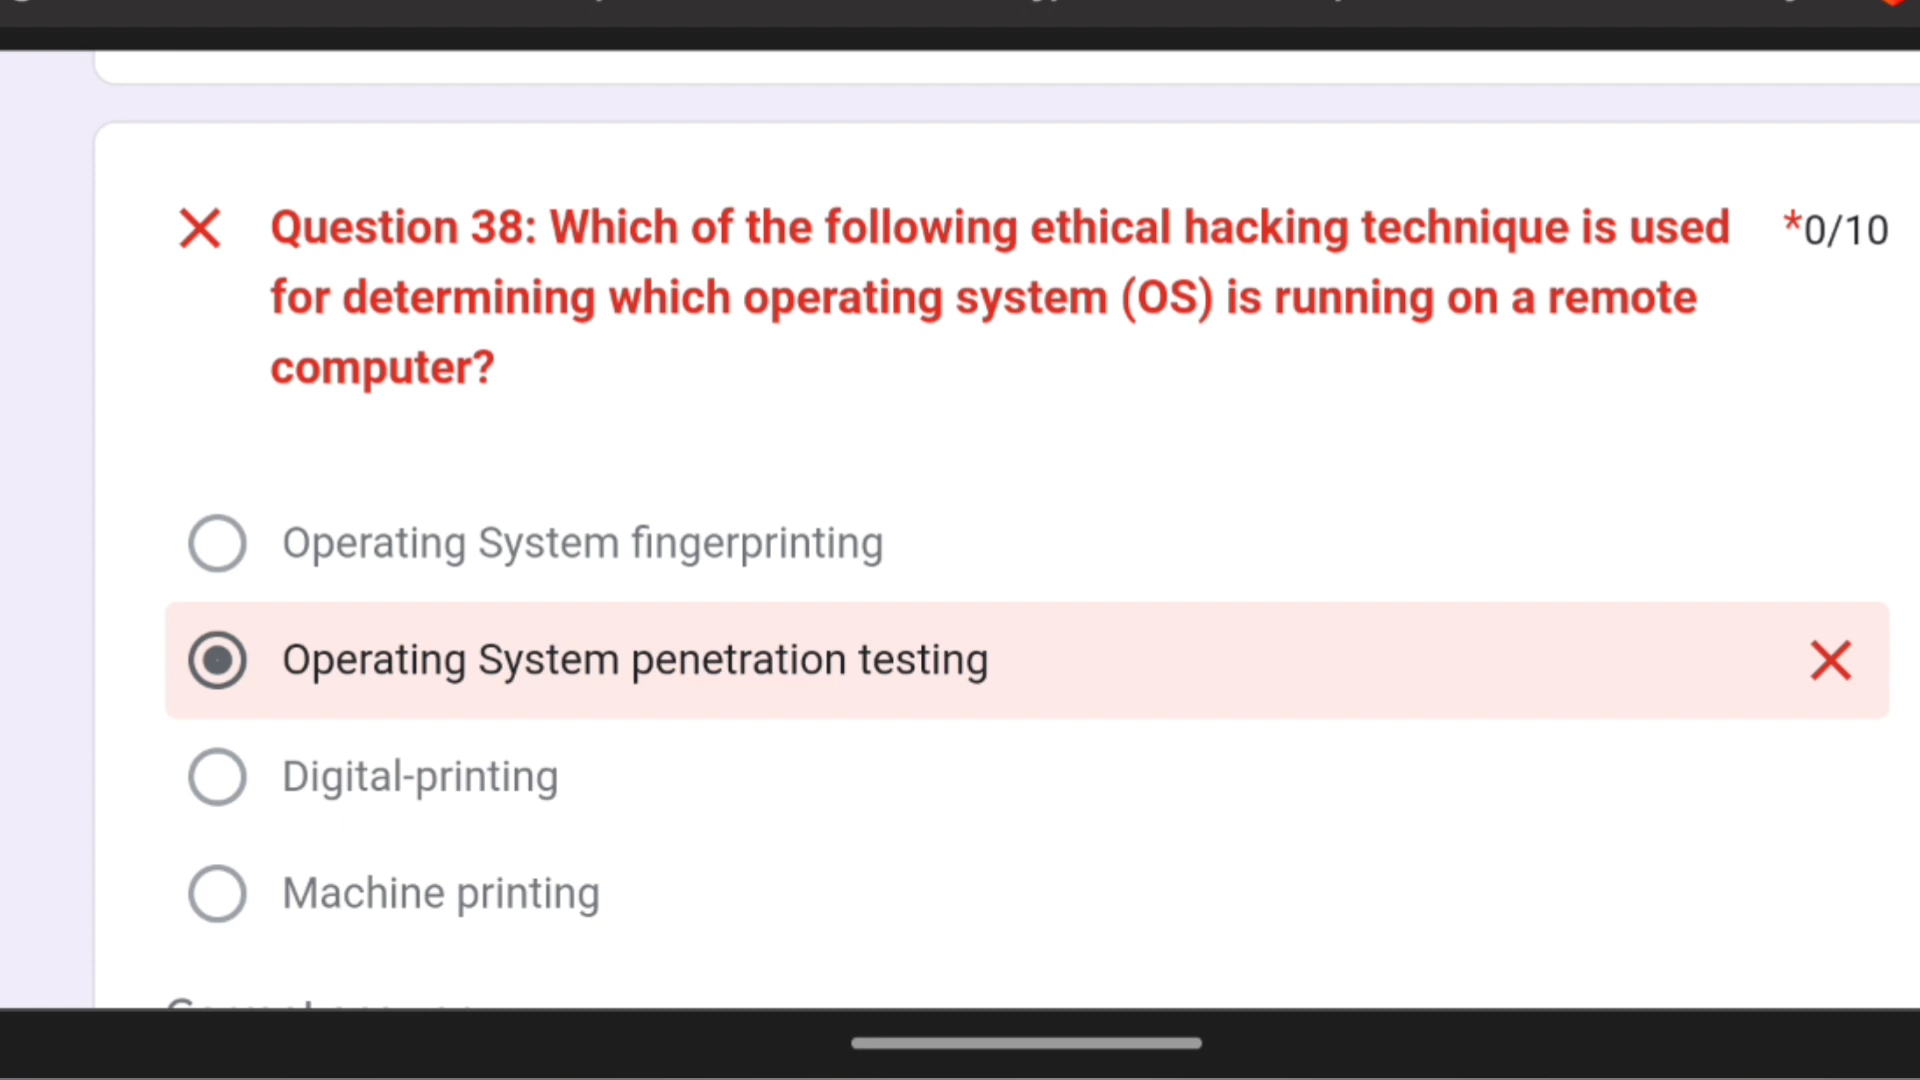 Question 38: Which of the following ethical hacking technique is used
*0/10
for determining which operating system (OS) is running on a remote
computer?
Operating System fingerprinting
Operating System penetration testing
Digital-printing
Machine printing